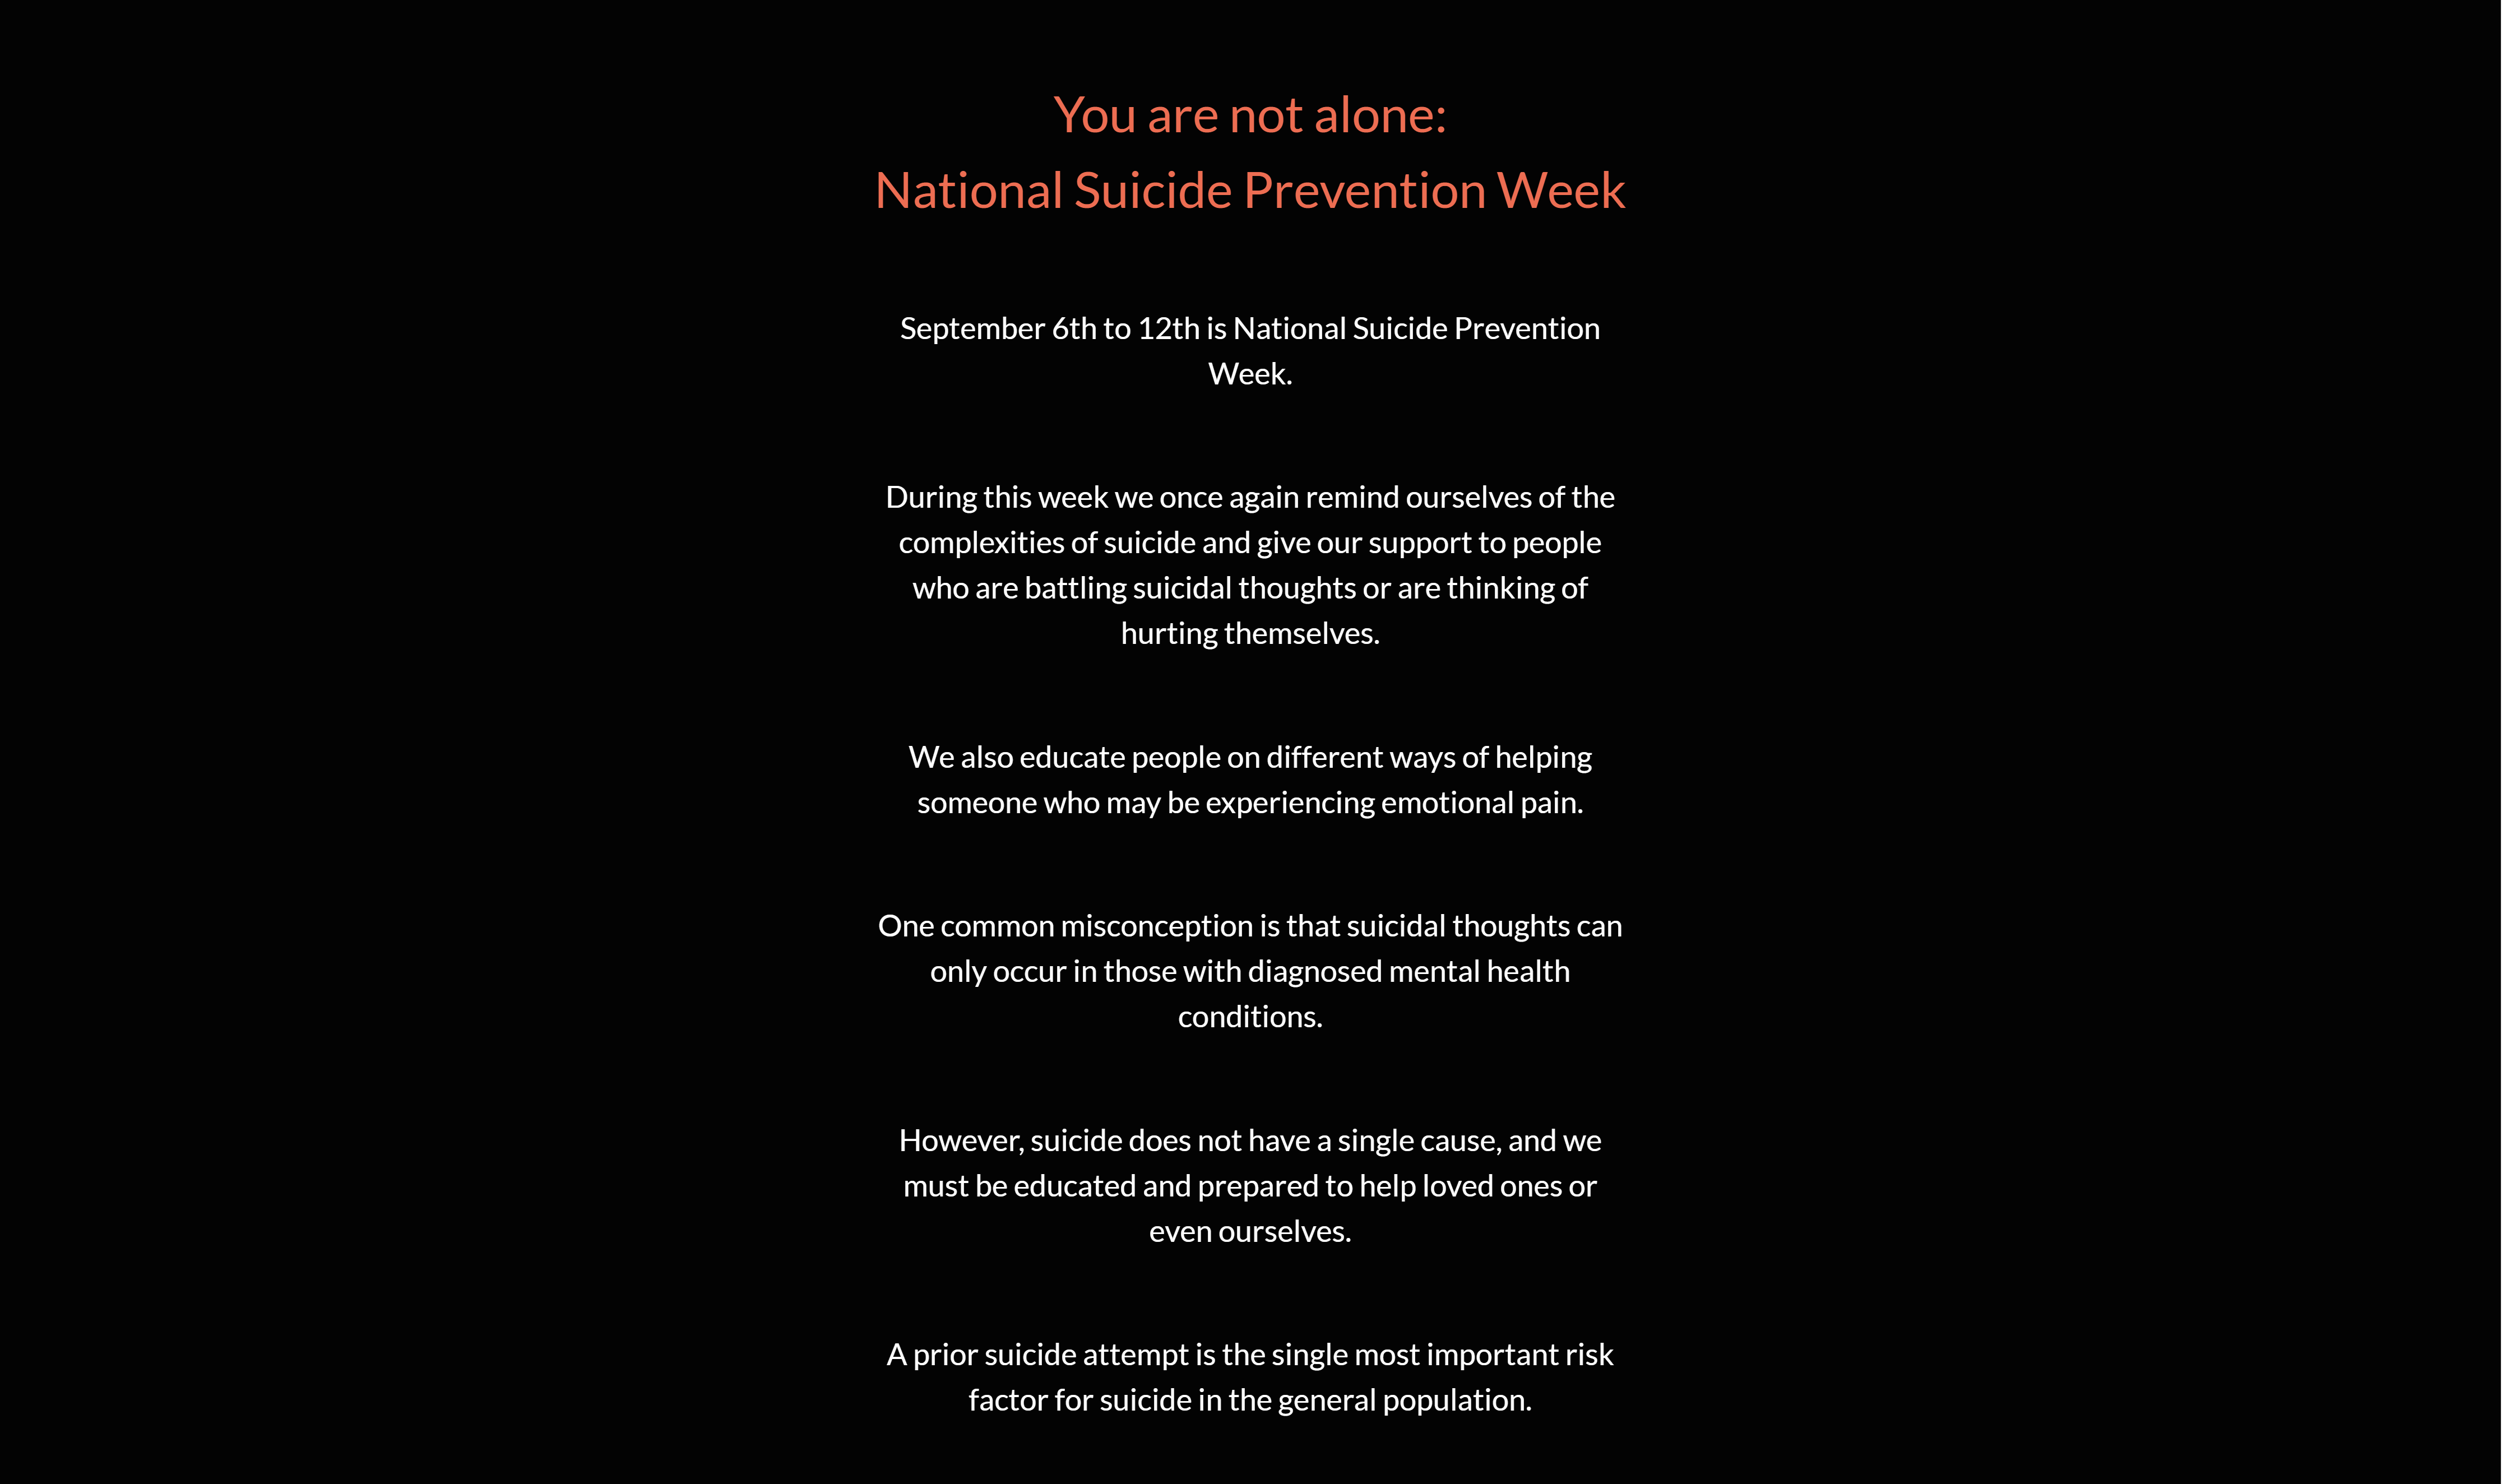 You are not alone:
National Suicide Prevention Week
September 6th to 12th is National Suicide Prevention
Week.
During this week we once again remind ourselves of the
complexities of suicide and give our support to people
who are battling suicidal thoughts or are thinking of
hurting themselves.
We also educate people on different ways of helping
someone who may be experiencing emotional pain.
One common misconception is that suicidal thoughts can
only occur in those with diagnosed mental health
conditions.
However, suicide does not have a single cause, and we
must be educated and prepared to help loved ones or
even ourselves.
A prior suicide attempt is the single most important risk
factor for suicide in the general population.